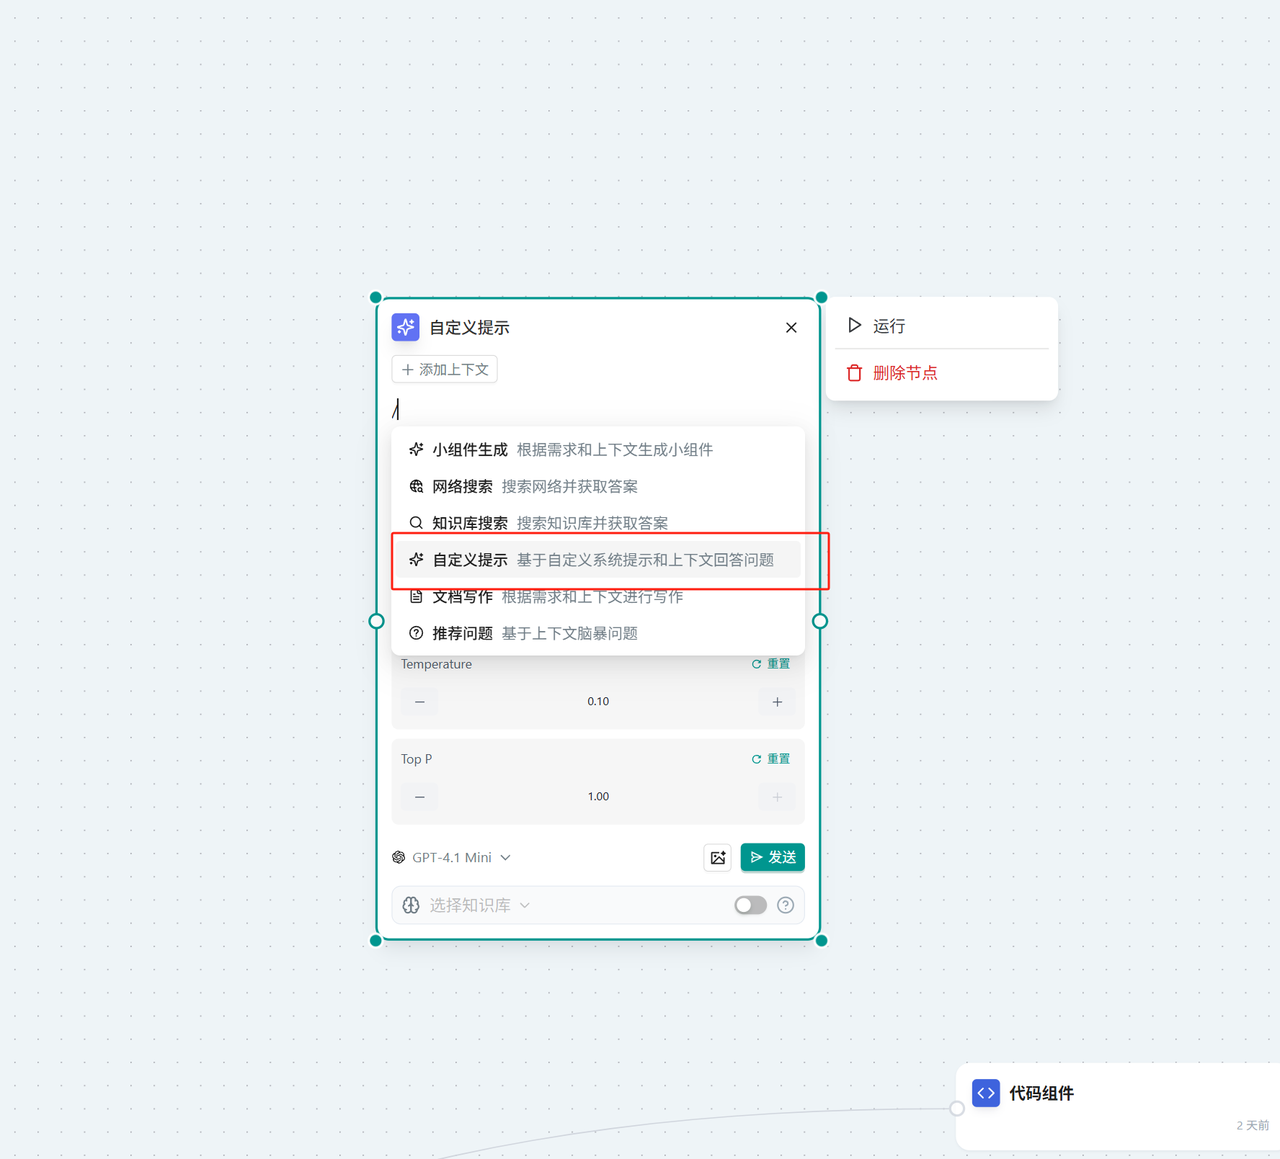 自定义提示
运行
删除节点
添加上下文
/
小组件生成 根据需求和上下文生成小组件
网络搜索 搜索网络并获取答案
知识库搜索 搜索知识库并获取答案
自定义提示 基于自定义系统提示和上下文回答问题
文档写作 根据需求和上下文进行写作
推荐问题 基于上下文脑暴问题
Temperature 重置
0.10
Top P 重置
1.00
GPT-4.1 Mini 发送
选择知识库
代码组件
2 天前